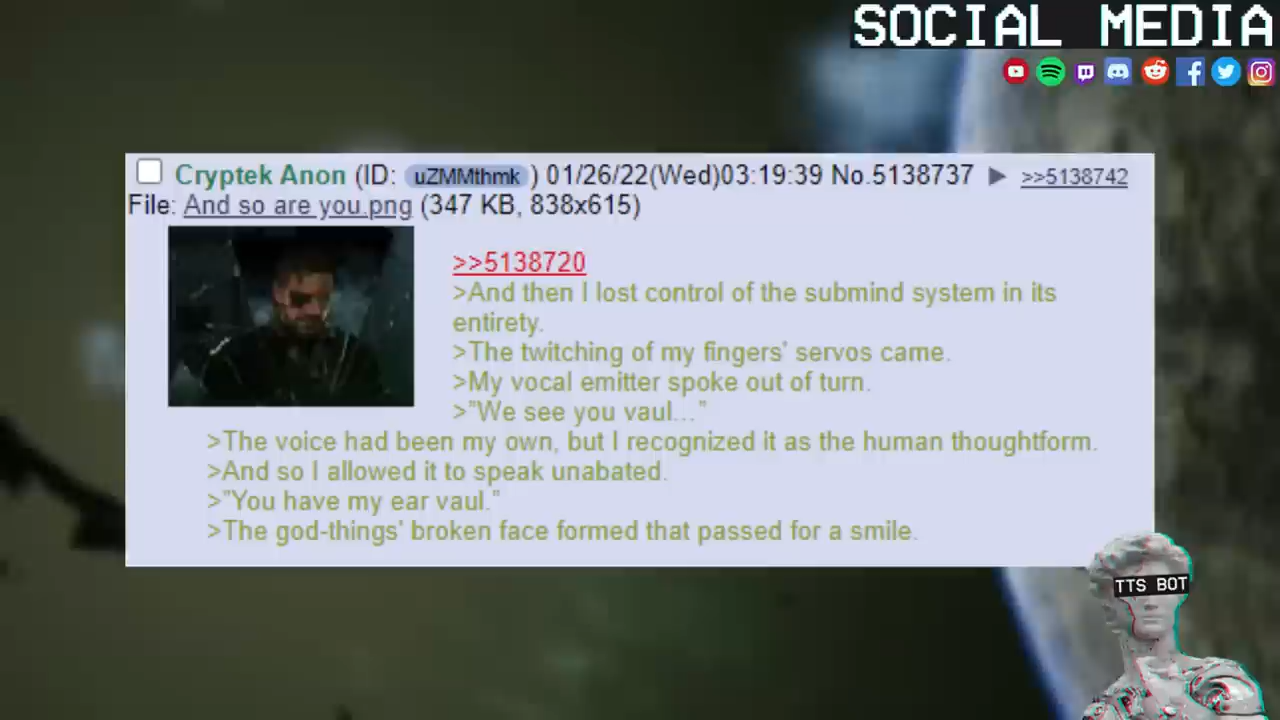 SOCIAL MEDIA
Cryptek Anon (ID: uZMMthmk ) 01/26/22(Wed)03:19:39 No.5138737 ▶ >>5138742
File: And so are you.png (347 KB, 838x615)
>>5138720
>And then I lost control of the submind system in its
entirety.
>The twitching of my fingers' servos came.
>My vocal emitter spoke out of turn.
>"We see you vaul..."
>The voice had been my own, but I recognized it as the human thoughtform.
>And so I allowed it to speak unabated.
>"You have my ear vaul."
>The god-things' broken face formed that passed for a smile.
TTS BOT